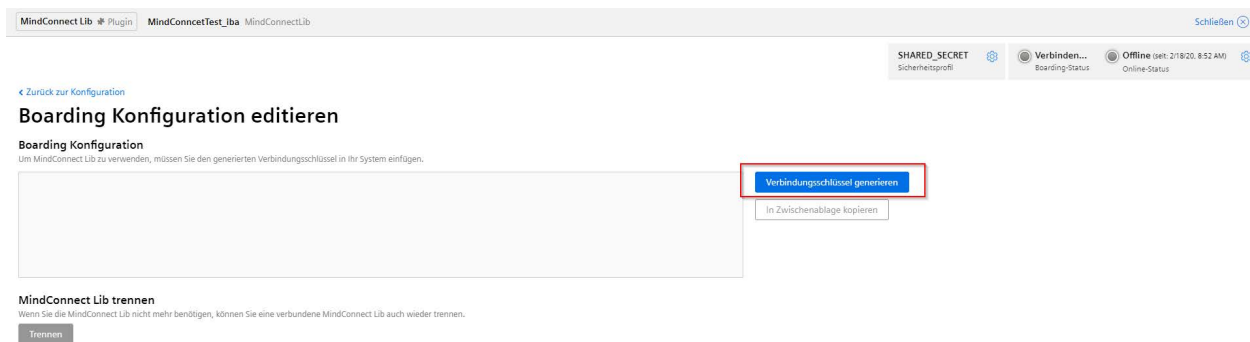 MindConnect Lib Plugin MindConncetTest_iba MindConnectLib Schließen
SHARED_SECRET
Sicherheitsprofil
Verbinden...
Boarding-Status
Offline (seit: 2/18/20, 8:52 AM)
Online-Status
Zurück zur Konfiguration
Boarding Konfiguration editieren
Boarding Konfiguration
Um MindConnect Lib zu verwenden, müssen Sie den generierten Verbindungsschlüssel in Ihr System einfügen.
Verbindungsschlüssel generieren
In Zwischenablage kopieren
MindConnect Lib trennen
Wenn Sie die MindConnect Lib nicht mehr benötigen, können Sie eine verbundene MindConnect Lib auch wieder trennen.
Trennen